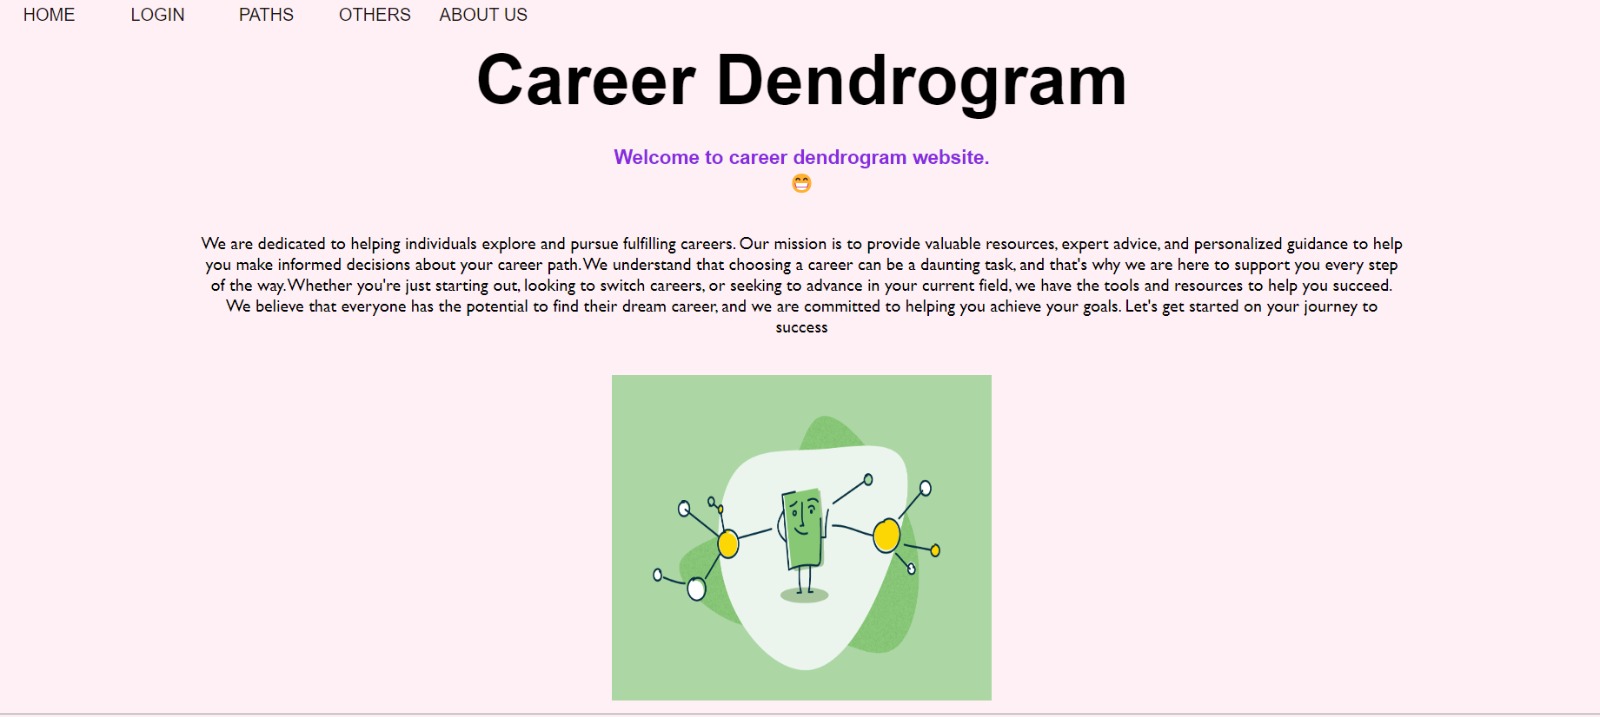 HOME LOGIN PATHS OTHERS ABOUT US
Career Dendrogram
Welcome to career dendrogram website.
😁
We are dedicated to helping individuals explore and pursue fulfilling careers. Our mission is to provide valuable resources, expert advice, and personalized guidance to help
you make informed decisions about your career path. We understand that choosing a career can be a daunting task, and that's why we are here to support you every step
of the way. Whether you're just starting out, looking to switch careers, or seeking to advance in your current field, we have the tools and resources to help you succeed.
We believe that everyone has the potential to find their dream career, and we are committed to helping you achieve your goals. Let's get started on your journey to
success